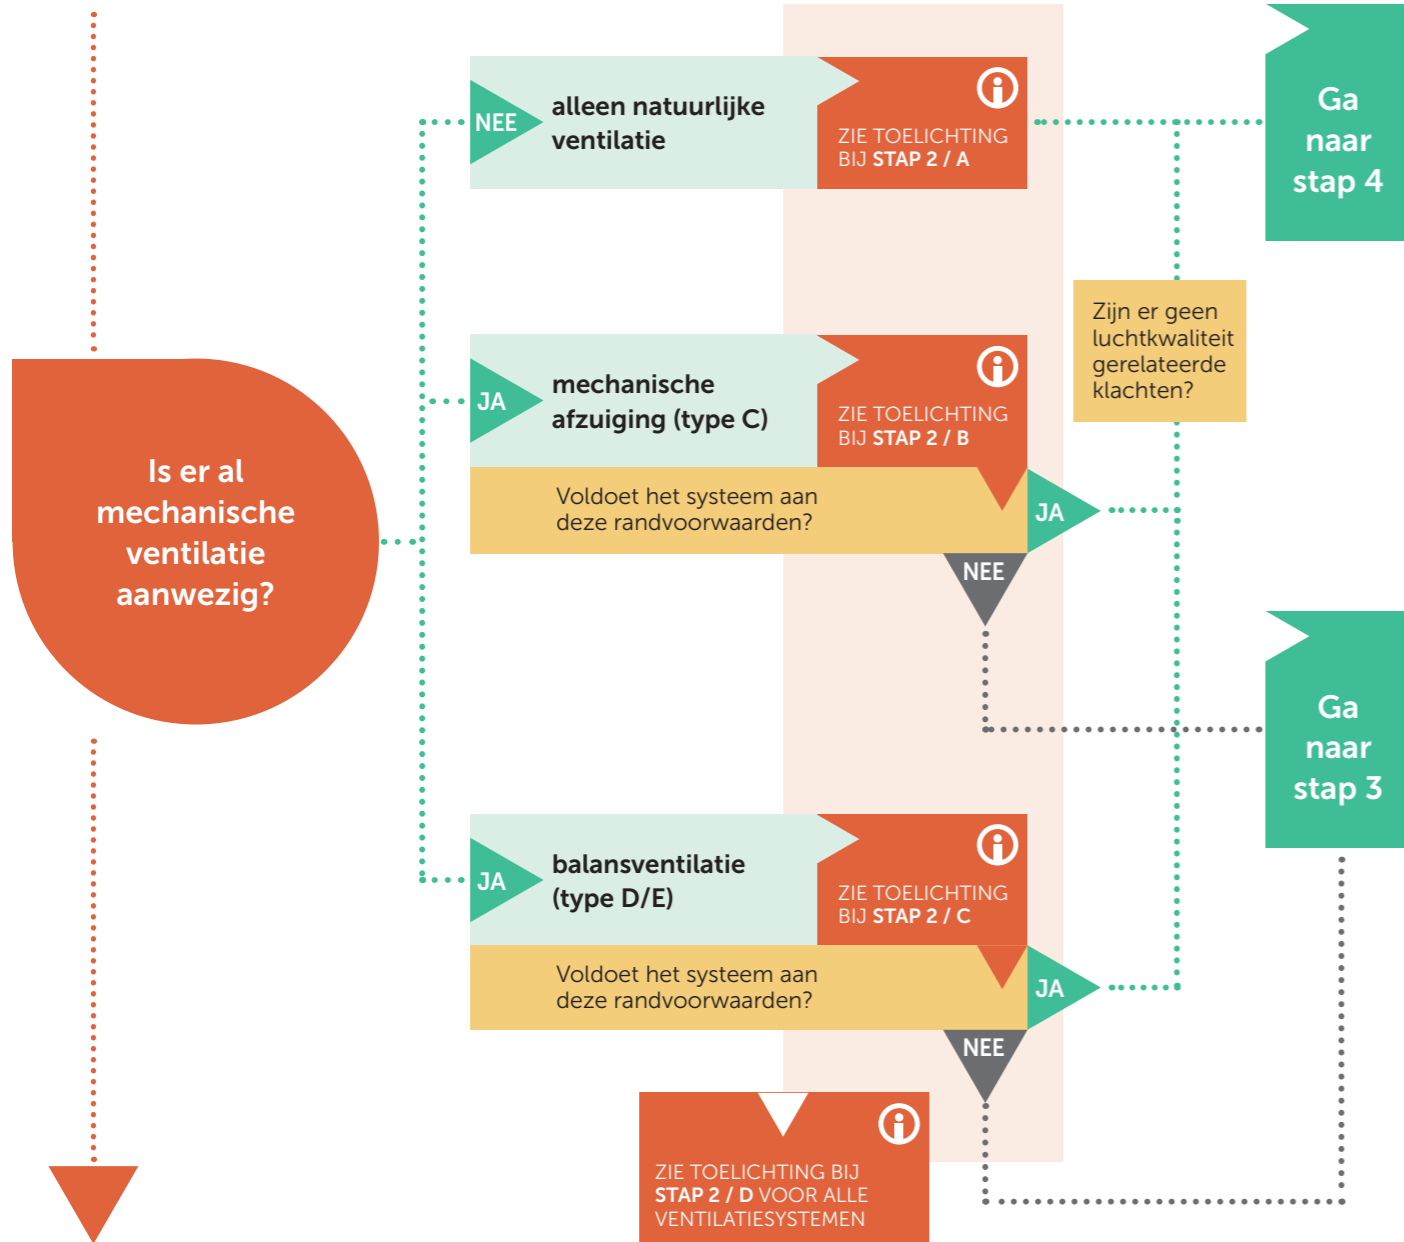 NEE
alleen natuurlijke
ventilatie
ZIE TOELICHTING
BIJ STAP 2 / A
Ga
naar
stap 4
Zijn er geen
luchtkwaliteit
gerelateerde
klachten?
JA
mechanische
afzuiging (type C)
ZIE TOELICHTING
BIJ STAP 2 / B
Voldoet het systeem aan
deze randvoorwaarden?
JA
NEE
Is er al
mechanische
ventilatie
aanwezig?
Ga
naar
stap 3
JA
balansventilatie
(type D/E)
ZIE TOELICHTING
BIJ STAP 2 / C
Voldoet het systeem aan
deze randvoorwaarden?
JA
NEE
ZIE TOELICHTING BIJ
STAP 2 / D VOOR ALLE
VENTILATIESYSTEMEN